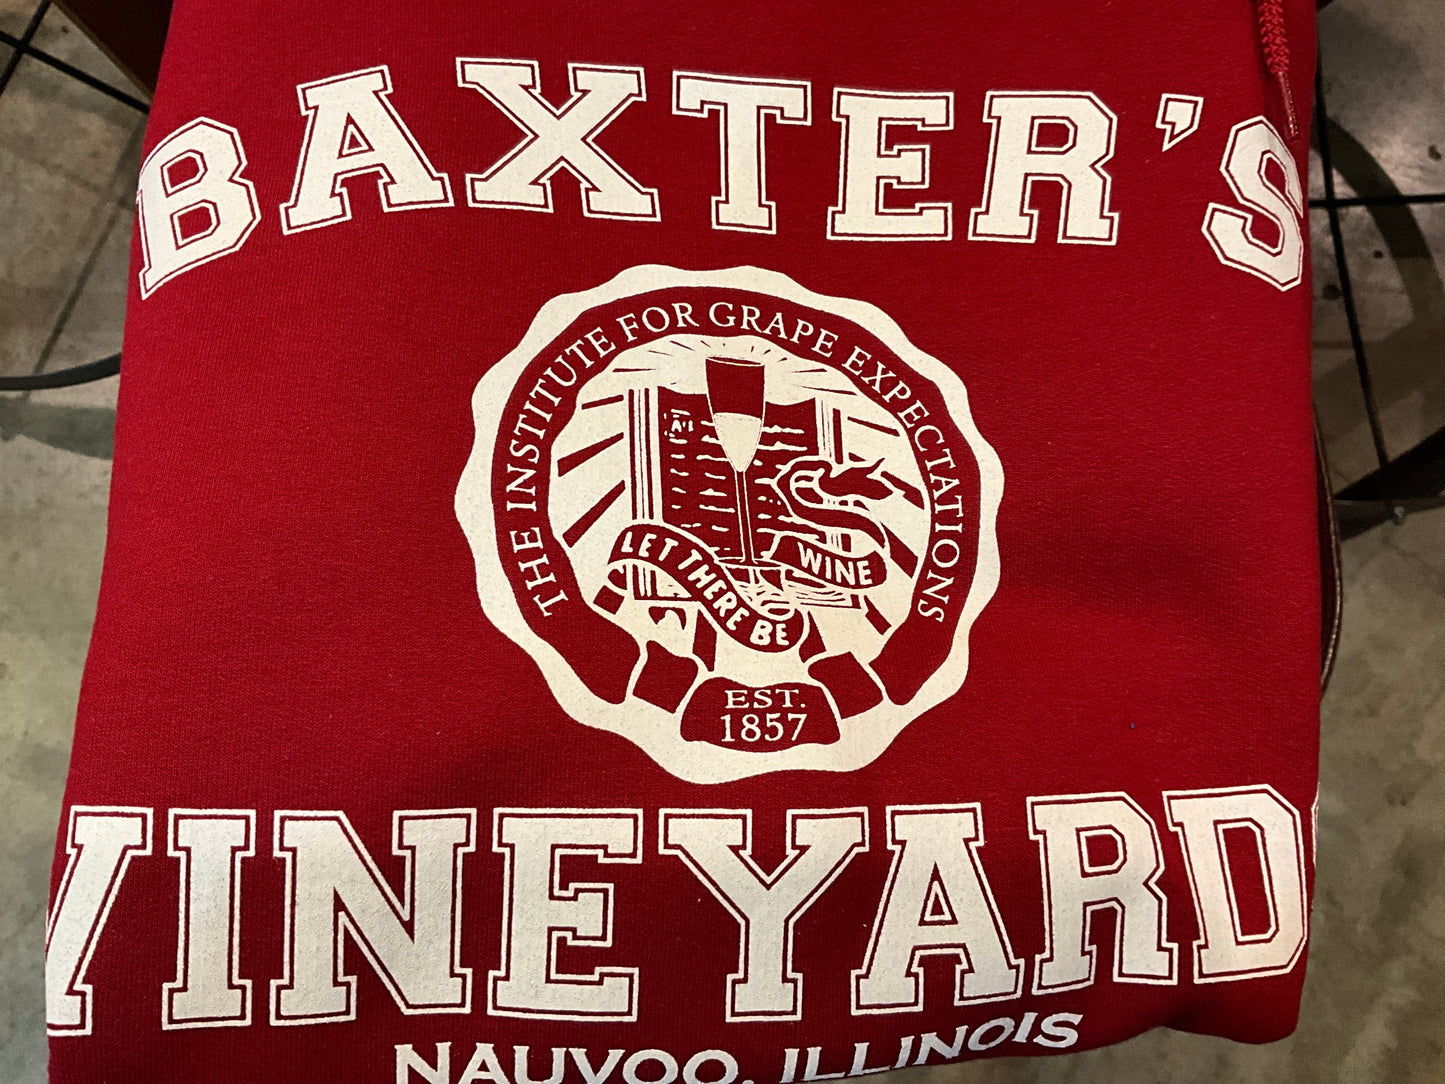 BAXTER'S
THE INSTITUTE FOR GRAPE EXPECTATIONS
LET THERE BE WINE
EST.
1857
VINEYARDS
NAUVOO, ILLINOIS